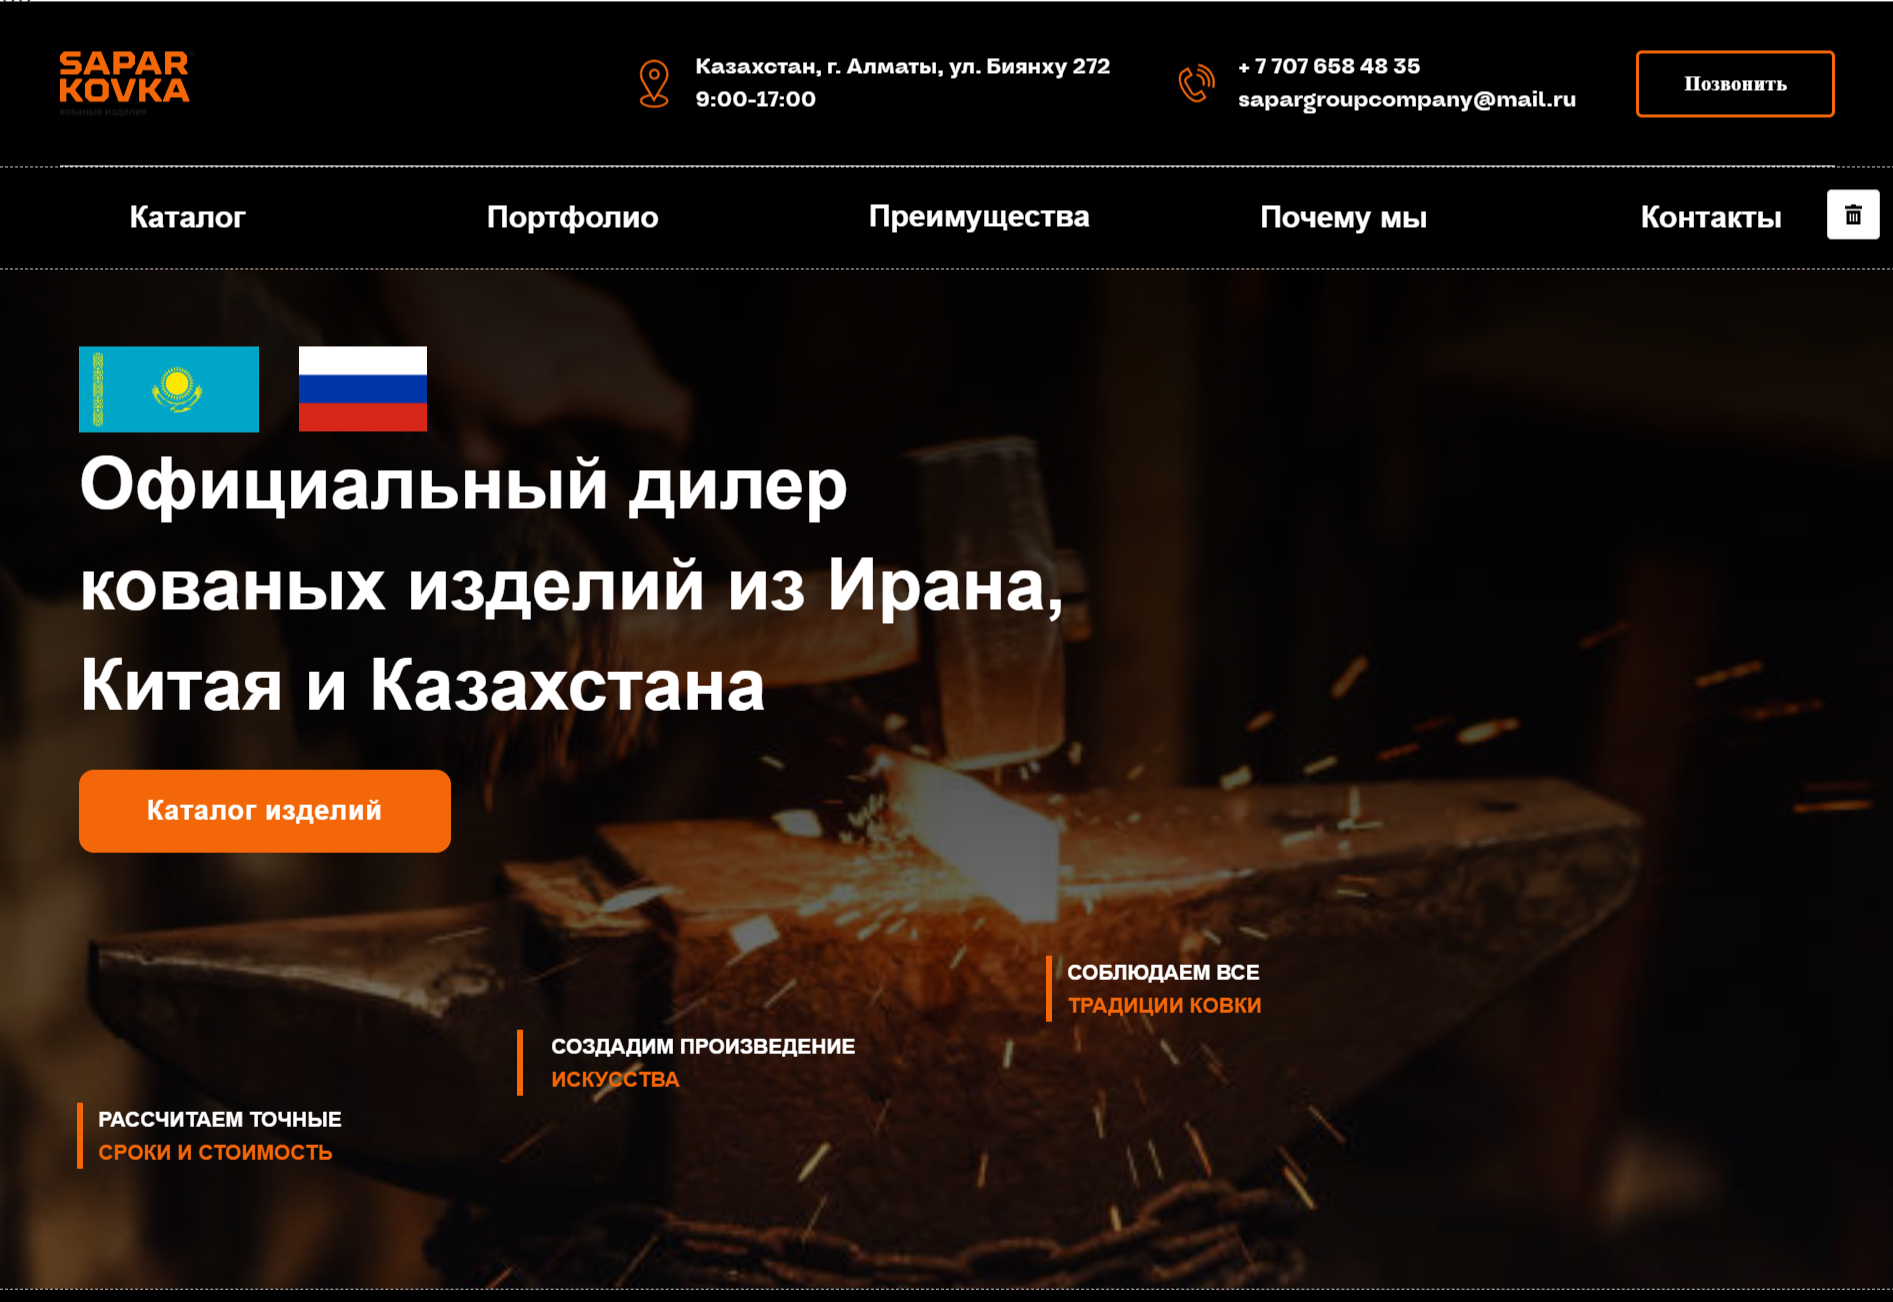 SAPAR
KOVKA
кованые изделия
Казахстан, г. Алматы, ул. Биянху 272
9:00-17:00
+ 7 707 658 48 35
sapargroupcompany@mail.ru
Позвонить
Каталог
Портфолио
Преимущества
Почему мы
Контакты
Официальный дилер
кованых изделий из Ирана,
Китая и Казахстана
Каталог изделий
СОБЛЮДАЕМ ВСЕ
ТРАДИЦИИ КОВКИ
СОЗДАДИМ ПРОИЗВЕДЕНИЕ
ИСКУССТВА
РАССЧИТАЕМ ТОЧНЫЕ
СРОКИ И СТОИМОСТЬ